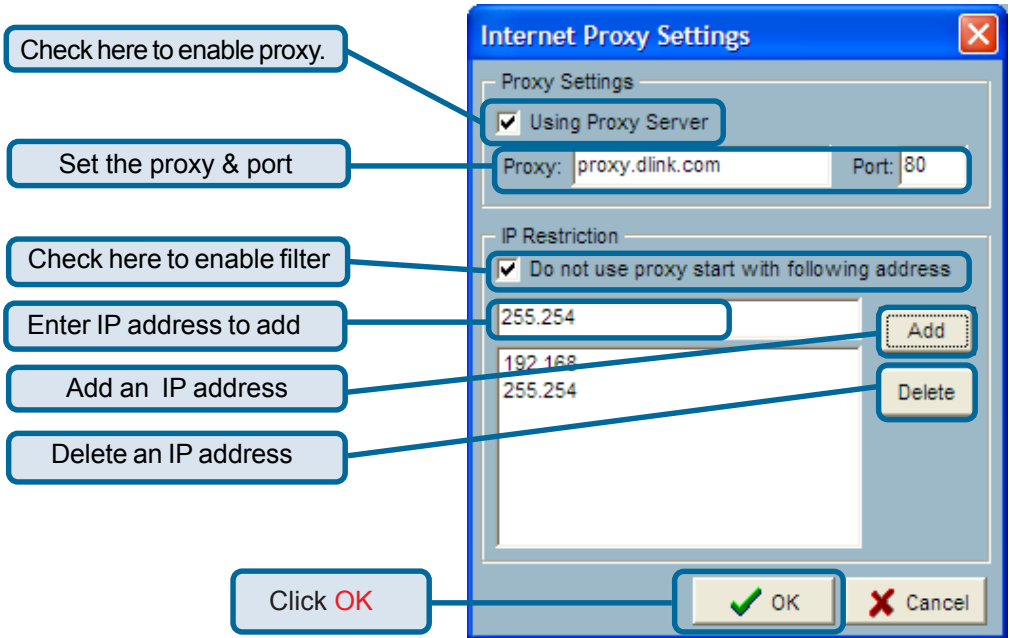 Internet Proxy Settings
Check here to enable proxy.
Proxy Settings
Using Proxy Server
Set the proxy & port
Proxy: proxy.dlink.com Port: 80
IP Restriction
Check here to enable filter
Do not use proxy start with following address
Enter IP address to add
255.254
Add
192.168
Add an IP address
255.254
Delete
Delete an IP address
Click OK
OK
Cancel